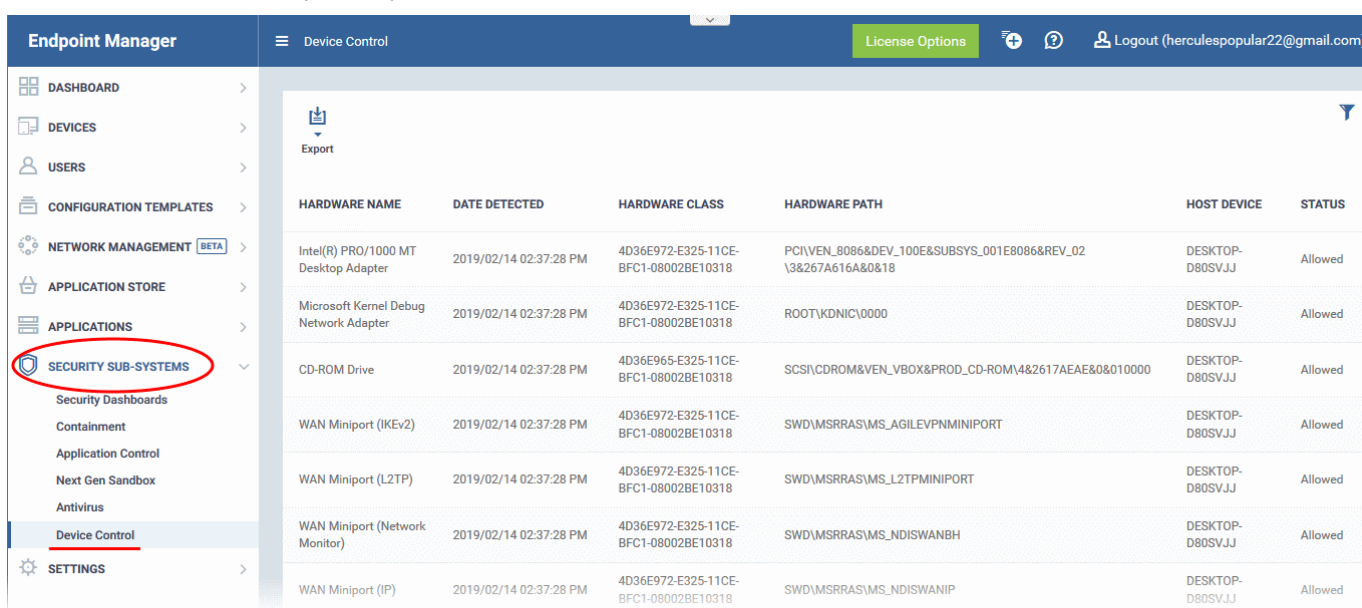 Endpoint Manager
Device Control
License Options
Logout (herculespopular22@gmail.com)
DASHBOARD
DEVICES
USERS
CONFIGURATION TEMPLATES
NETWORK MANAGEMENT BETA
APPLICATION STORE
APPLICATIONS
SECURITY SUB-SYSTEMS
Security Dashboards
Containment
Application Control
Next Gen Sandbox
Antivirus
Device Control
SETTINGS
Export
HARDWARE NAME DATE DETECTED HARDWARE CLASS HARDWARE PATH HOST DEVICE STATUS
Intel(R) PRO/1000 MT 4D36E972-E325-11CE- PCI\VEN_8086&DEV_100E&SUBSYS_001E8086&REV_02 DESKTOP-
2019/02/14 02:37:28 PM Allowed
Desktop Adapter BFC1-08002BE10318 \3&267A616A&0&18 D80SVJJ
Microsoft Kernel Debug 4D36E972-E325-11CE- DESKTOP-
2019/02/14 02:37:28 PM ROOT\KDNIC\0000 Allowed
Network Adapter BFC1-08002BE10318 D80SVJJ
4D36E965-E325-11CE- DESKTOP-
CD-ROM Drive 2019/02/14 02:37:28 PM SCSI\CDROM&VEN_VBOX&PROD_CD-ROM\4&2617AEAE&0&010000 Allowed
BFC1-08002BE10318 D80SVJJ
4D36E972-E325-11CE- DESKTOP-
WAN Miniport (IKEv2) 2019/02/14 02:37:28 PM SWD\MSRRAS\MS_AGILEVPNMINIPORT Allowed
BFC1-08002BE10318 D80SVJJ
4D36E972-E325-11CE- DESKTOP-
WAN Miniport (L2TP) 2019/02/14 02:37:28 PM SWD\MSRRAS\MS_L2TPMINIPORT Allowed
BFC1-08002BE10318 D80SVJJ
WAN Miniport (Network 4D36E972-E325-11CE- DESKTOP-
2019/02/14 02:37:28 PM SWD\MSRRAS\MS_NDISWANBH Allowed
Monitor) BFC1-08002BE10318 D80SVJJ
4D36E972-E325-11CE- DESKTOP-
WAN Miniport (IP) 2019/02/14 02:37:28 PM SWD\MSRRAS\MS_NDISWANIP Allowed
BFC1-08002BE10318 D80SVJJ